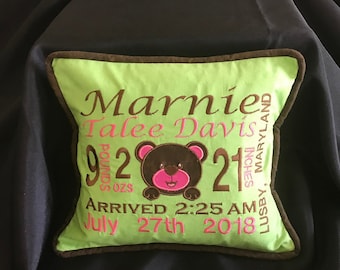 Marnie
Talee Davis
9 POUNDS 2 OZS 21 INCHES
LUSBY, MARYLAND
ARRIVED 2:25 AM
July 27th 2018